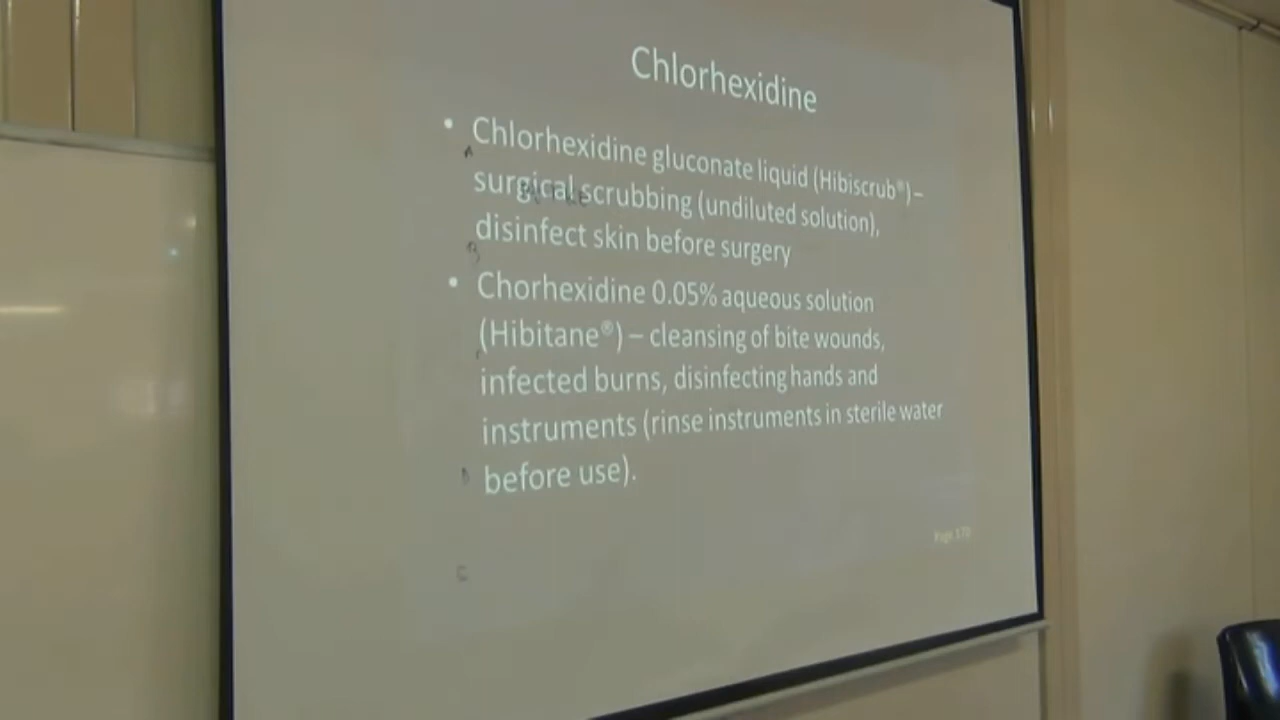 Chlorhexidine
• Chlorhexidine gluconate liquid (Hibiscrub®) –
surgical scrubbing (undiluted solution),
disinfect skin before surgery
• Chorhexidine 0.05% aqueous solution
(Hibitane®) – cleansing of bite wounds,
infected burns, disinfecting hands and
instruments (rinse instruments in sterile water
before use).